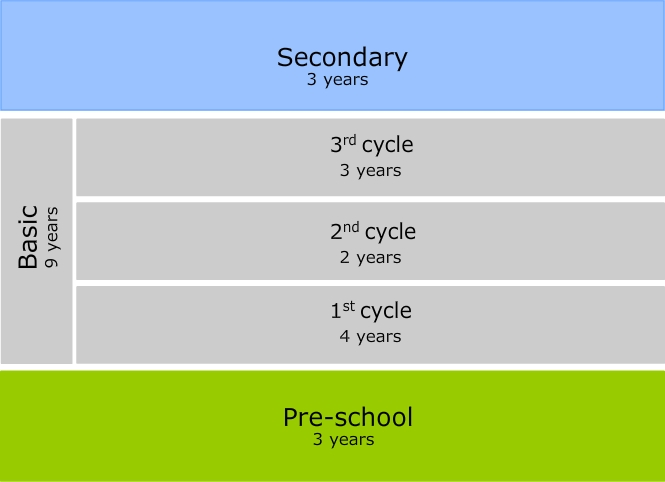 Secondary
3 years
Basic
9 years
3rd cycle
3 years
2nd cycle
2 years
1st cycle
4 years
Pre-school
3 years